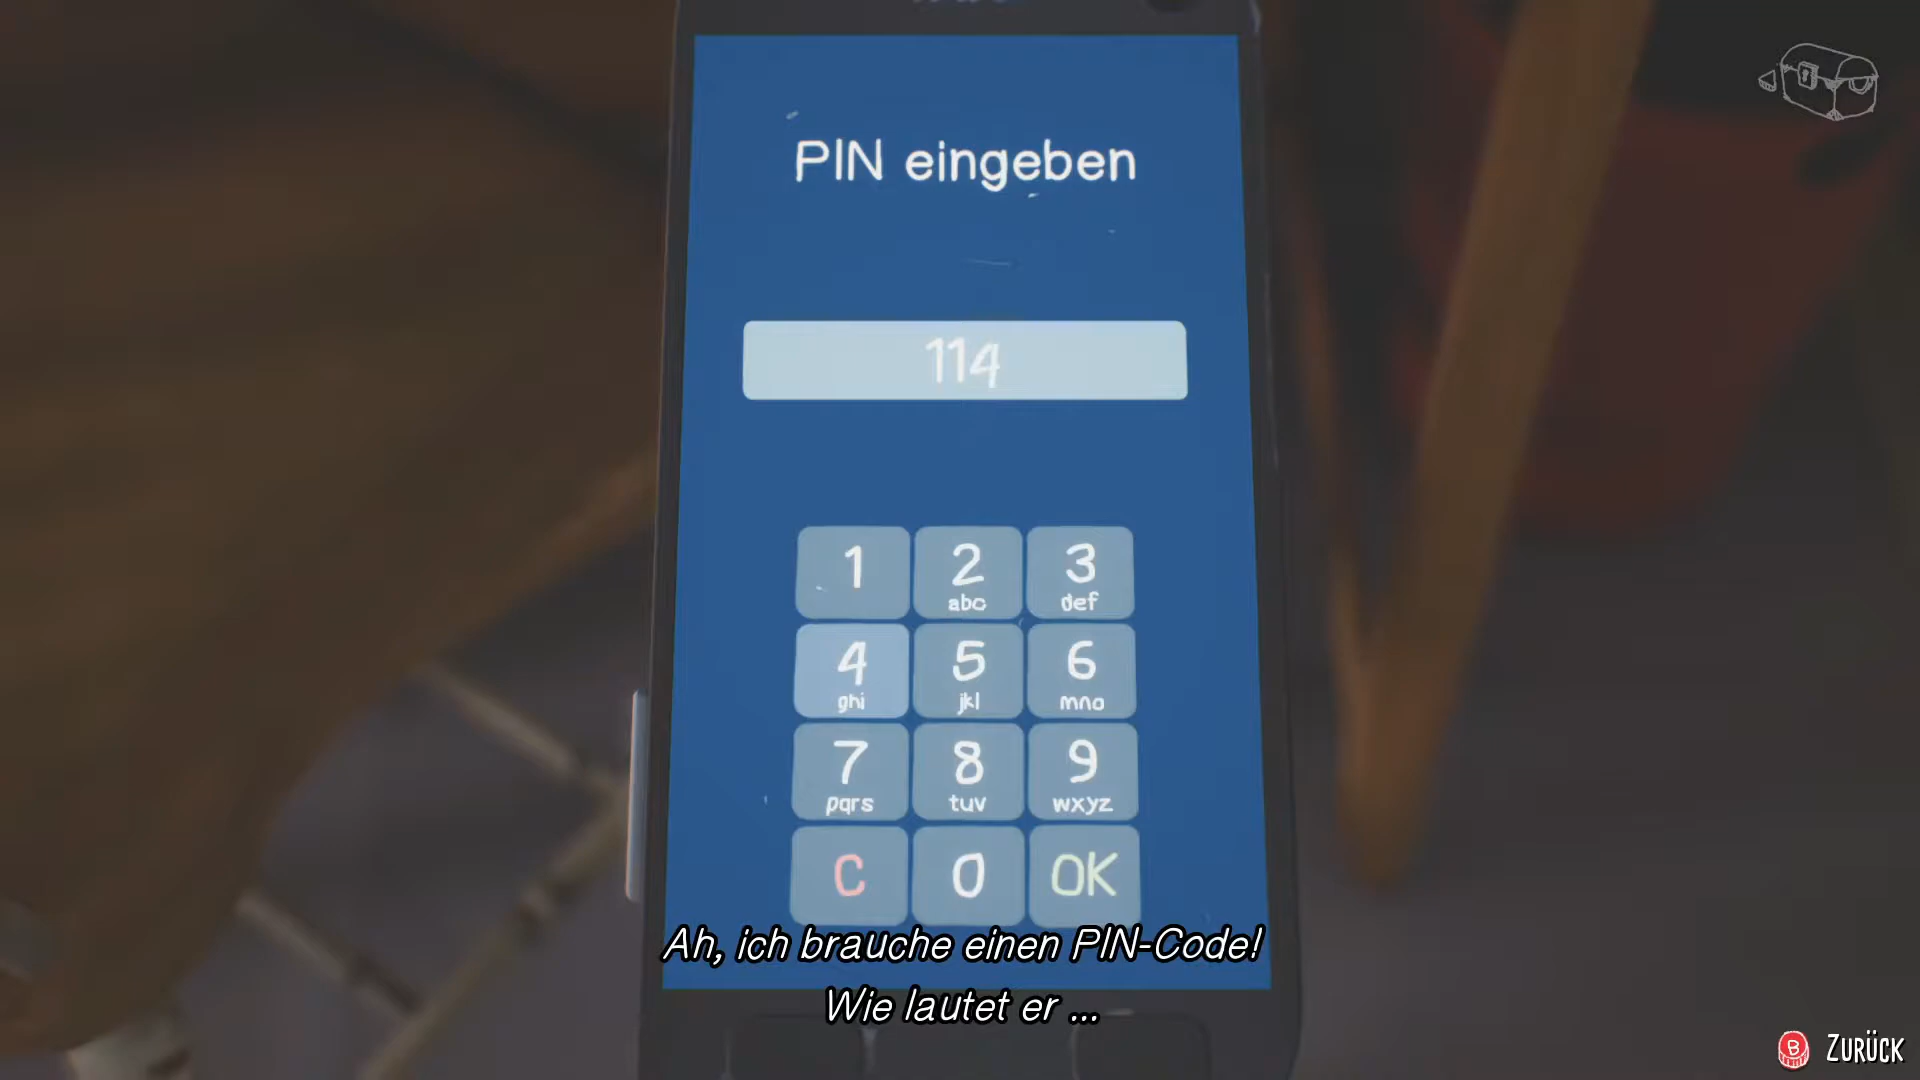 PIN eingeben
114
1 2 3
abc def
4 5 6
ghi jkl mno
7 8 9
pqrs tuv wxyz
C 0 OK
Ah, ich brauche einen PIN-Code!
Wie lautet er ...
B ZURÜCK